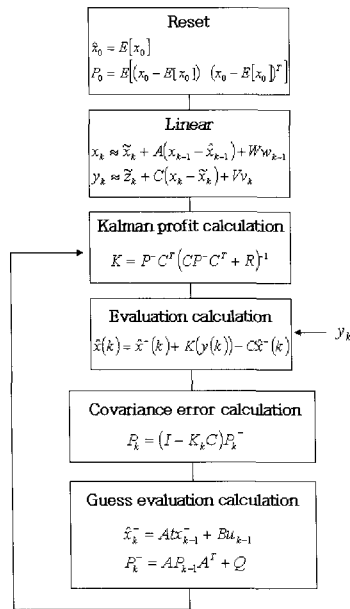 Reset
x̂₀ = E[x₀]
P₀ = E[(x₀ − E[x₀]) (x₀ − E[x₀])ᵀ]
Linear
xₖ ≈ x̃ₖ + A(xₖ₋₁ − x̂ₖ₋₁) + Wwₖ₋₁
yₖ ≈ z̃ₖ + C(xₖ − x̃ₖ) + Vvₖ
Kalman profit calculation
K = P⁻Cᵀ(CP⁻Cᵀ + R)⁻¹
Evaluation calculation
x̂(k) = x̂⁻(k) + K(y(k)) − Cx̂⁻(k)
yₖ
Covariance error calculation
Pₖ = (I − KₖC)Pₖ⁻
Guess evaluation calculation
x̂ₖ⁻ = Atx⁻ₖ₋₁ + Buₖ₋₁
Pₖ⁻ = APₖ₋₁Aᵀ + Q